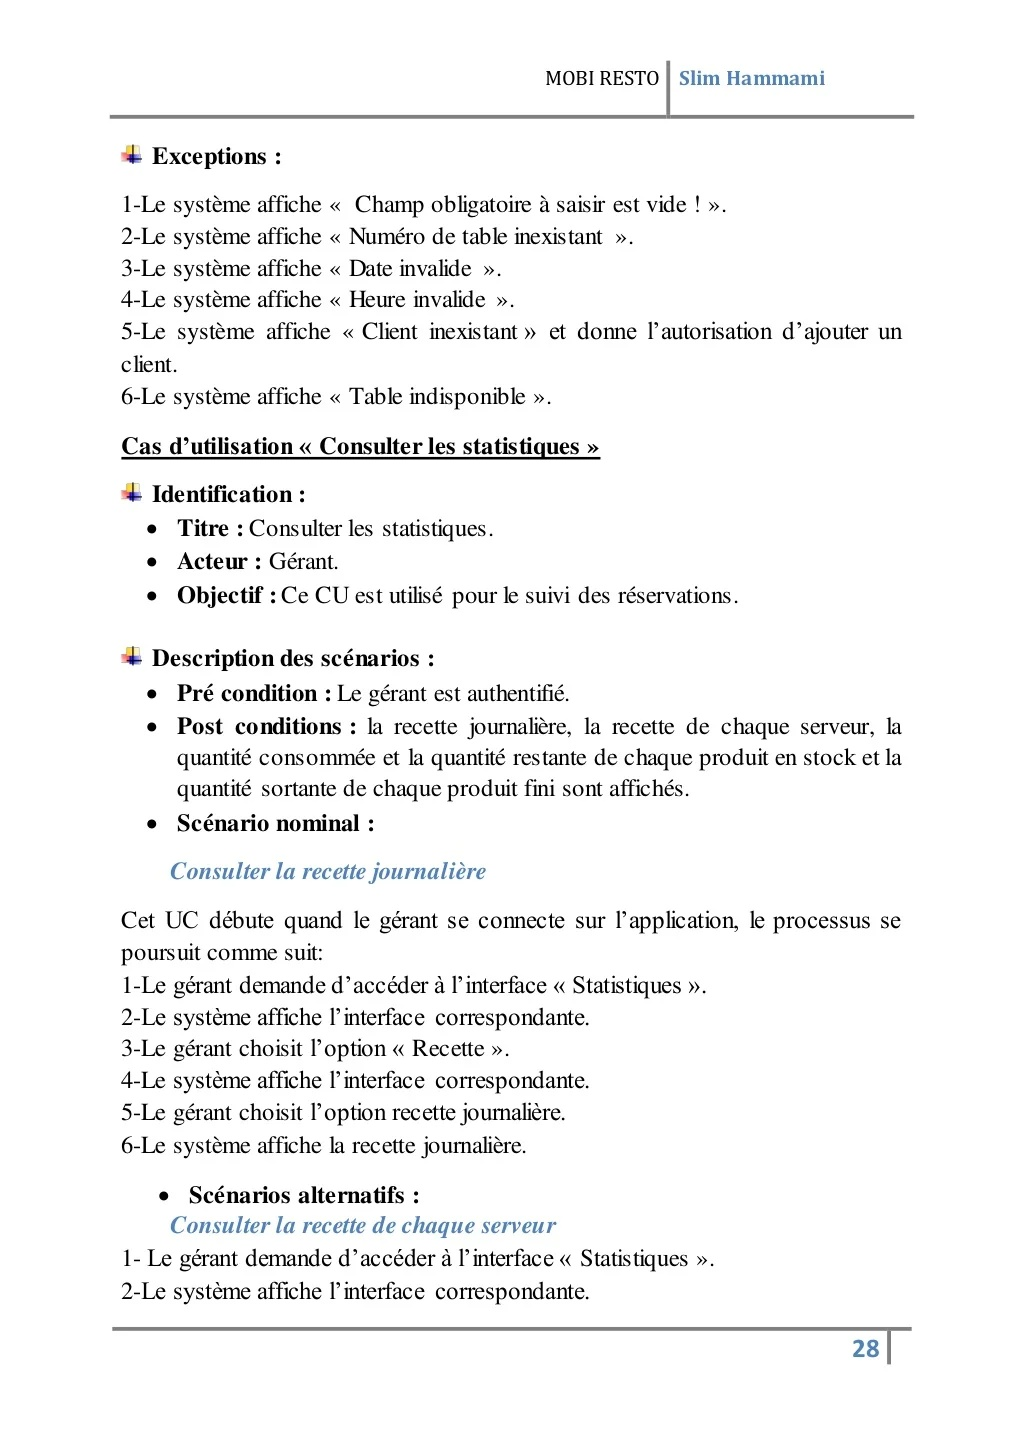 MOBI RESTO Slim Hammami
Exceptions :
1-Le système affiche «  Champ obligatoire à saisir est vide ! ».
2-Le système affiche « Numéro de table inexistant  ».
3-Le système affiche « Date invalide  ».
4-Le système affiche « Heure invalide  ».
5-Le système affiche « Client inexistant » et donne l’autorisation d’ajouter un
client.
6-Le système affiche « Table indisponible ».
Cas d’utilisation « Consulter les statistiques »
Identification :
• Titre : Consulter les statistiques.
• Acteur : Gérant.
• Objectif : Ce CU est utilisé pour le suivi des réservations.
Description des scénarios :
• Pré condition : Le gérant est authentifié.
• Post conditions : la recette journalière, la recette de chaque serveur, la
quantité consommée et la quantité restante de chaque produit en stock et la
quantité sortante de chaque produit fini sont affichés.
• Scénario nominal :
Consulter la recette journalière
Cet UC débute quand le gérant se connecte sur l’application, le processus se
poursuit comme suit:
1-Le gérant demande d’accéder à l’interface « Statistiques ».
2-Le système affiche l’interface correspondante.
3-Le gérant choisit l’option « Recette ».
4-Le système affiche l’interface correspondante.
5-Le gérant choisit l’option recette journalière.
6-Le système affiche la recette journalière.
• Scénarios alternatifs :
Consulter la recette de chaque serveur
1- Le gérant demande d’accéder à l’interface « Statistiques ».
2-Le système affiche l’interface correspondante.
28